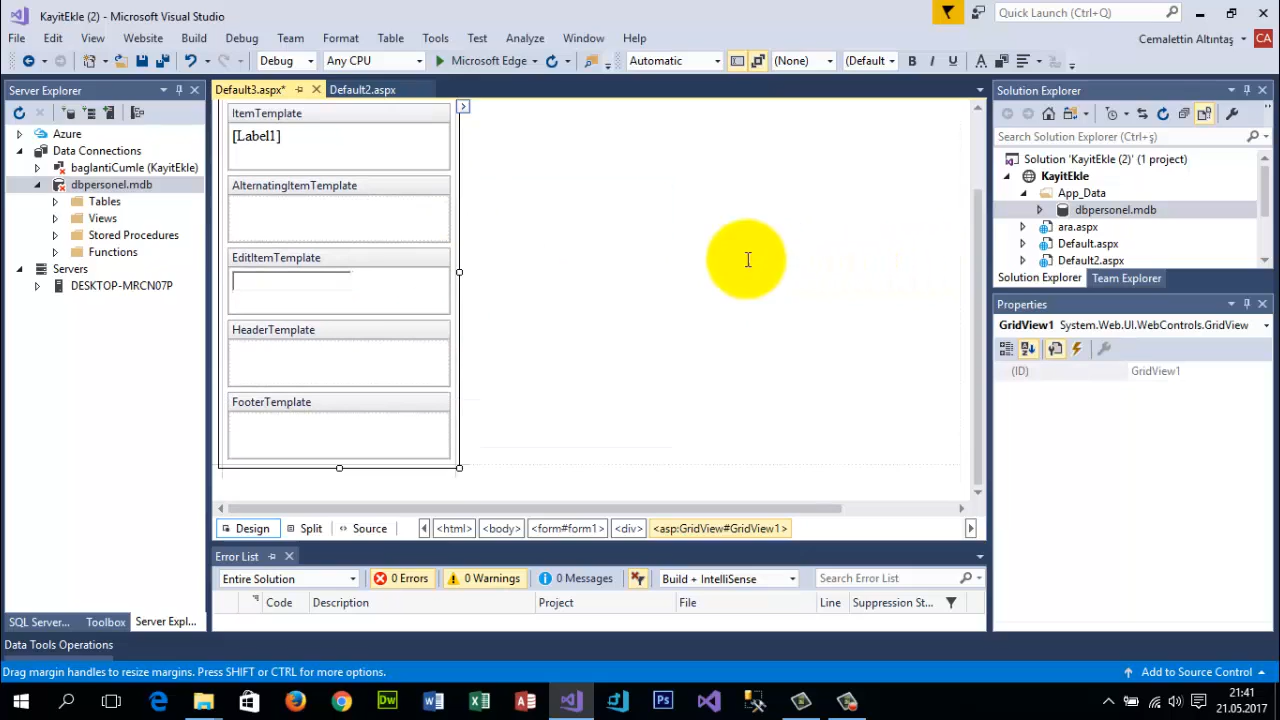 KayitEkle (2) - Microsoft Visual Studio
Quick Launch (Ctrl+Q)
File Edit View Website Build Debug Team Format Table Tools Test Analyze Window Help
Cemalettin Altıntaş CA
Debug Any CPU Microsoft Edge Automatic (None) (Default B I A
Server Explorer
Default3.aspx* Default2.aspx
Solution Explorer
Azure
Data Connections
baglantiCumle (KayitEkle)
dbpersonel.mdb
Tables
Views
Stored Procedures
Functions
Servers
DESKTOP-MRCN07P
SQL Server... Toolbox Server Expl...
ItemTemplate
[Label1]
AlternatingItemTemplate
EditItemTemplate
HeaderTemplate
FooterTemplate
Design Split Source <html> <body> <form#form1> <div> <asp:GridView#GridView1>
Error List
Entire Solution 0 Errors 0 Warnings 0 Messages Build + IntelliSense Search Error List
Code Description Project File Line Suppression St...
Search Solution Explorer (Ctrl+ş)
Solution 'KayitEkle (2)' (1 project)
KayitEkle
App_Data
dbpersonel.mdb
ara.aspx
Default.aspx
Default2.aspx
Solution Explorer Team Explorer
Properties
GridView1 System.Web.UI.WebControls.GridView
(ID) GridView1
Data Tools Operations
Drag margin handles to resize margins. Press SHIFT or CTRL for more options.
Add to Source Control
Dw Ps
21:41
21.05.2017